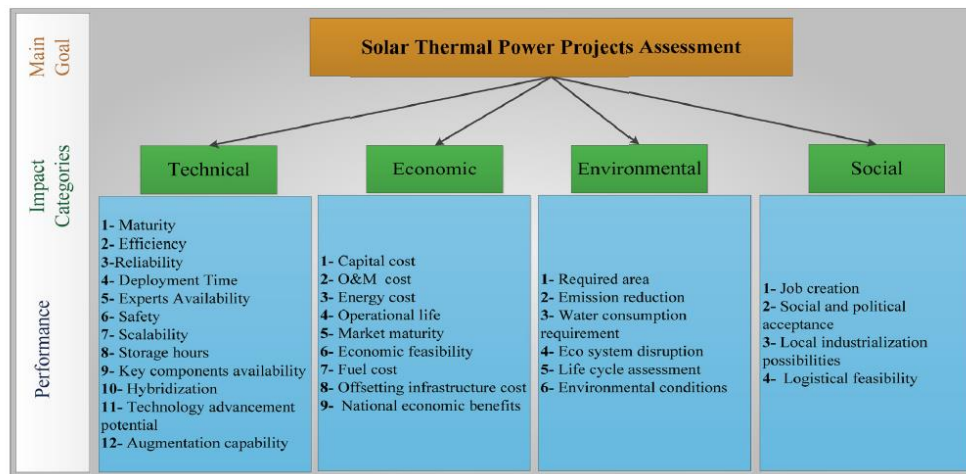 Main
Goal
Solar Thermal Power Projects Assessment
Impact
Categories
Technical
Economic
Environmental
Social
Performance
1- Maturity
2- Efficiency
3-Reliability
4- Deployment Time
5- Experts Availability
6- Safety
7- Scalability
8- Storage hours
9- Key components availability
10- Hybridization
11- Technology advancement
potential
12- Augmentation capability
1- Capital cost
2- O&M cost
3- Energy cost
4- Operational life
5- Market maturity
6- Economic feasibility
7- Fuel cost
8- Offsetting infrastructure cost
9- National economic benefits
1- Required area
2- Emission reduction
3- Water consumption
requirement
4- Eco system disruption
5- Life cycle assessment
6- Environmental conditions
1- Job creation
2- Social and political
acceptance
3- Local industrialization
possibilities
4- Logistical feasibility